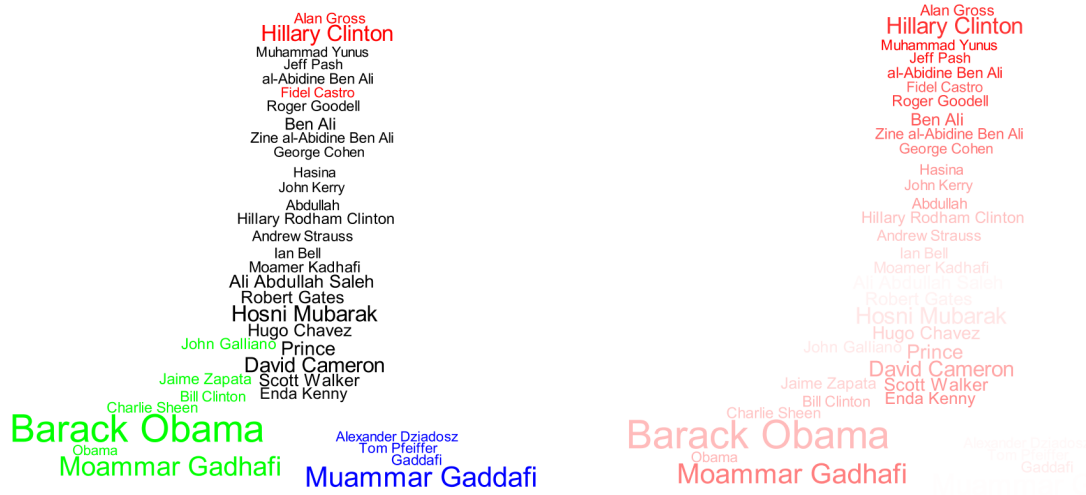 Alan Gross
Hillary Clinton
Muhammad Yunus
Jeff Pash
al-Abidine Ben Ali
Fidel Castro
Roger Goodell
Ben Ali
Zine al-Abidine Ben Ali
George Cohen
Hasina
John Kerry
Abdullah
Hillary Rodham Clinton
Andrew Strauss
Ian Bell
Moamer Kadhafi
Ali Abdullah Saleh
Robert Gates
Hosni Mubarak
Hugo Chavez
John Galliano
Prince
David Cameron
Jaime Zapata
Scott Walker
Bill Clinton
Enda Kenny
Charlie Sheen
Barack Obama
Obama
Moammar Gadhafi
Alexander Dziadosz
Tom Pfeiffer
Gaddafi
Muammar Gaddafi
Alan Gross
Hillary Clinton
Muhammad Yunus
Jeff Pash
al-Abidine Ben Ali
Fidel Castro
Roger Goodell
Ben Ali
Zine al-Abidine Ben Ali
George Cohen
Hasina
John Kerry
Abdullah
Hillary Rodham Clinton
Andrew Strauss
Ian Bell
Moamer Kadhafi
Ali Abdullah Saleh
Robert Gates
Hosni Mubarak
Hugo Chavez
John Galliano
Prince
David Cameron
Jaime Zapata
Scott Walker
Bill Clinton
Enda Kenny
Charlie Sheen
Barack Obama
Obama
Moammar Gadhafi
Alexander Dziadosz
Tom Pfeiffer
Gaddafi